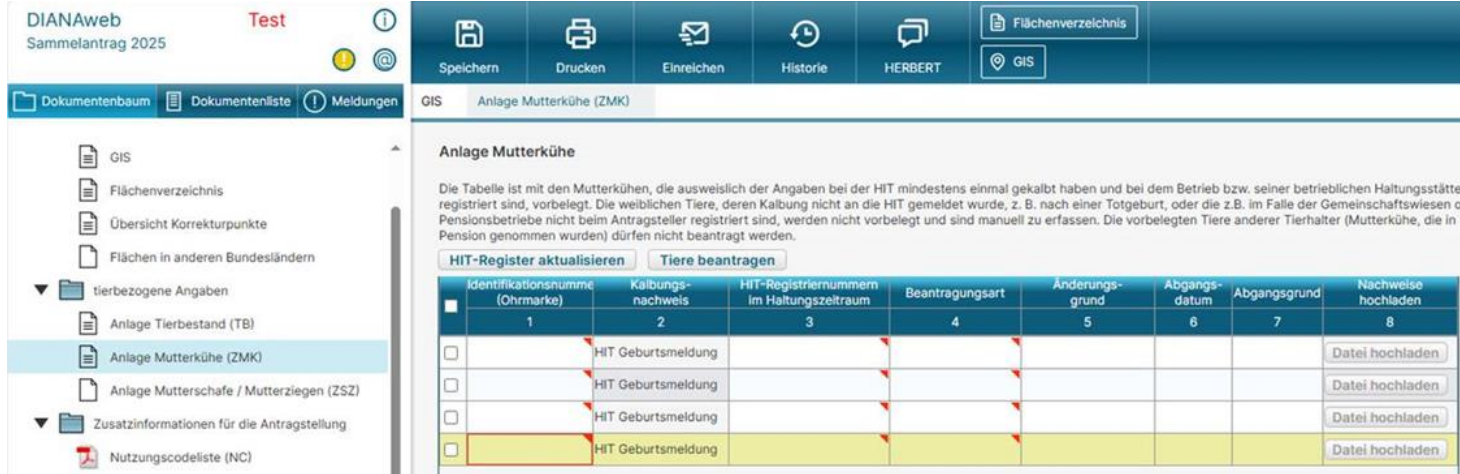 DIANAweb
Test
Sammelantrag 2025
Speichern
Drucken
Einreichen
Historie
HERBERT
Flächenverzeichnis
GIS
Dokumentenbaum
Dokumentenliste
Meldungen
GIS
Flächenverzeichnis
Übersicht Korrekturpunkte
Flächen in anderen Bundesländern
tierbezogene Angaben
Anlage Tierbestand (TB)
Anlage Mutterkühe (ZMK)
Anlage Mutterschafe / Mutterziegen (ZSZ)
Zusatzinformationen für die Antragstellung
Nutzungscodeliste (NC)
GIS
Anlage Mutterkühe (ZMK)
Anlage Mutterkühe
Die Tabelle ist mit den Mutterkühen, die ausweislich der Angaben bei der HIT mindestens einmal gekalbt haben und bei dem Betrieb bzw. seiner betrieblichen Haltungsstätte
registriert sind, vorbelegt. Die weiblichen Tiere, deren Kalbung nicht an die HIT gemeldet wurde, z. B. nach einer Totgeburt, oder die z.B. im Falle der Gemeinschaftswiesen o
Pensionsbetriebe nicht beim Antragsteller registriert sind, werden nicht vorbelegt und sind manuell zu erfassen. Die vorbelegten Tiere anderer Tierhalter (Mutterkühe, die in
Pension genommen wurden) dürfen nicht beantragt werden.
HIT-Register aktualisieren
Tiere beantragen
Identifikationsnumme (Ohrmarke)
Kalbungs-nachweis
HIT-Registriernummern im Haltungszeitraum
Beantragungsart
Änderungs-grund
Abgangs-datum
Abgangsgrund
Nachweise hochladen
1 2 3 4 5 6 7 8
HIT Geburtsmeldung Datei hochladen
HIT Geburtsmeldung Datei hochladen
HIT Geburtsmeldung Datei hochladen
HIT Geburtsmeldung Datei hochladen